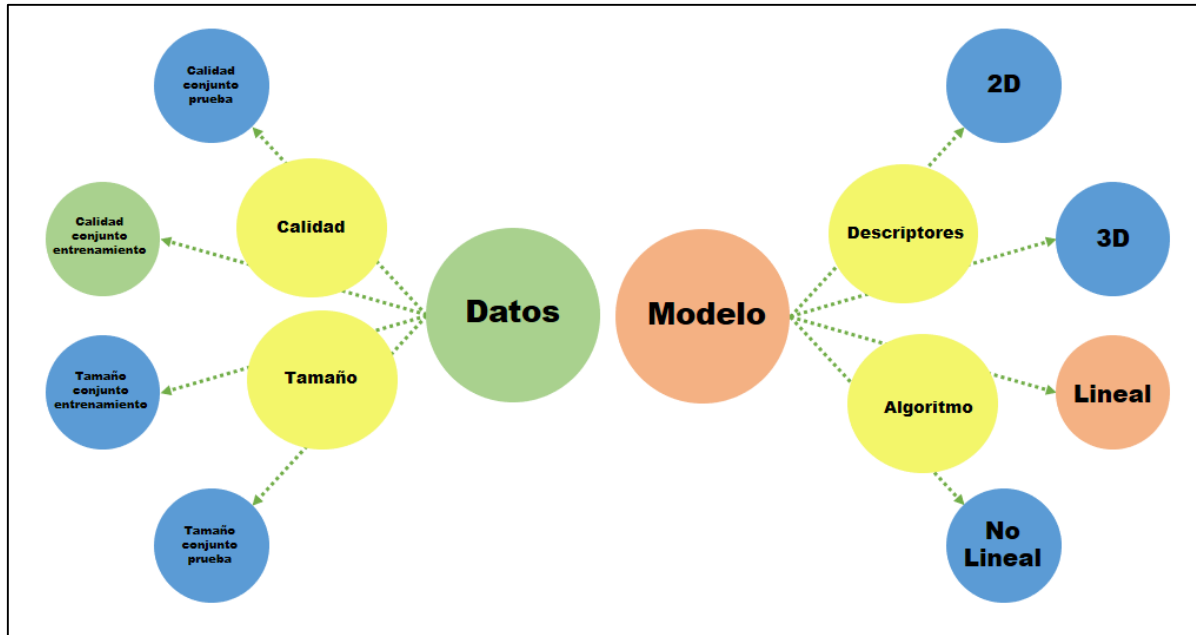 Calidad
conjunto
prueba
Calidad
conjunto
entrenamiento
Calidad
Tamaño
conjunto
entrenamiento
Tamaño
Tamaño
conjunto
prueba
Datos
Modelo
Descriptores
2D
3D
Algoritmo
Lineal
No
Lineal